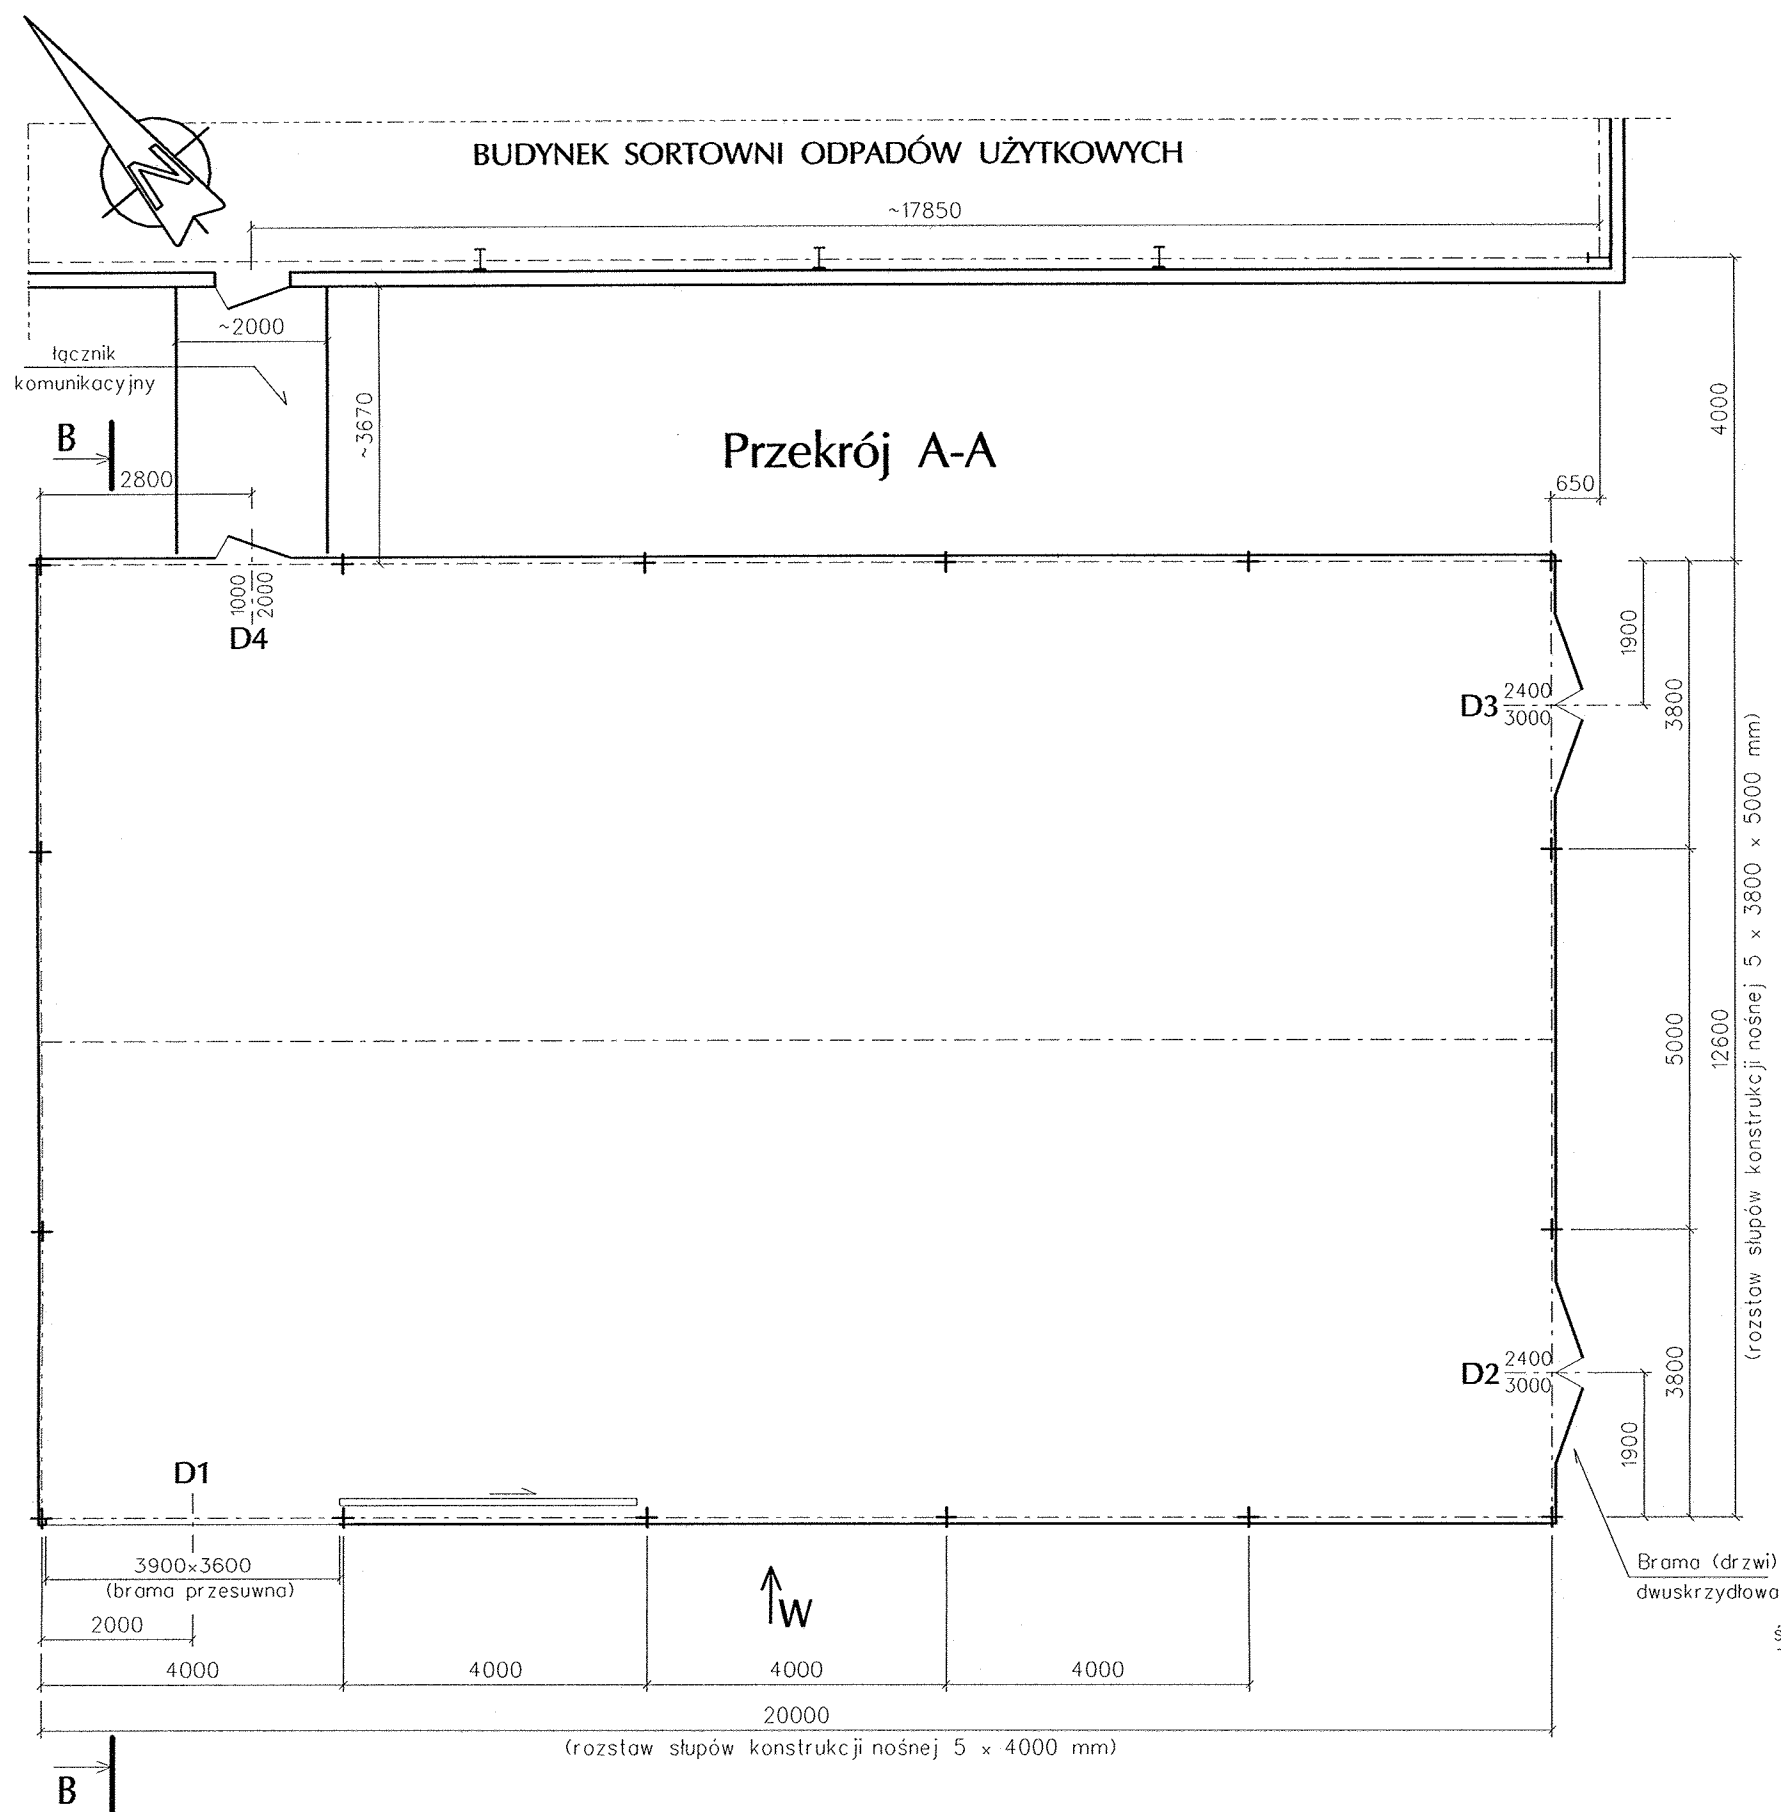 N
BUDYNEK SORTOWNI ODPADÓW UŻYTKOWYCH
~17850
~2000
łącznik
komunikacyjny
~3670
4000
Przekrój A-A
B
2800
650
1000
2000
D4
1900
3800
D3
2400
3000
(rozstaw słupów konstrukcji nośnej 5 x 3800 x 5000 mm)
5000
12600
D2
2400
3000
3800
1900
D1
3900x3600
(brama przesuwna)
W
Brama (drzwi)
dwuskrzydłowa
2000
4000
4000
4000
4000
20000
(rozstaw słupów konstrukcji nośnej 5 x 4000 mm)
B